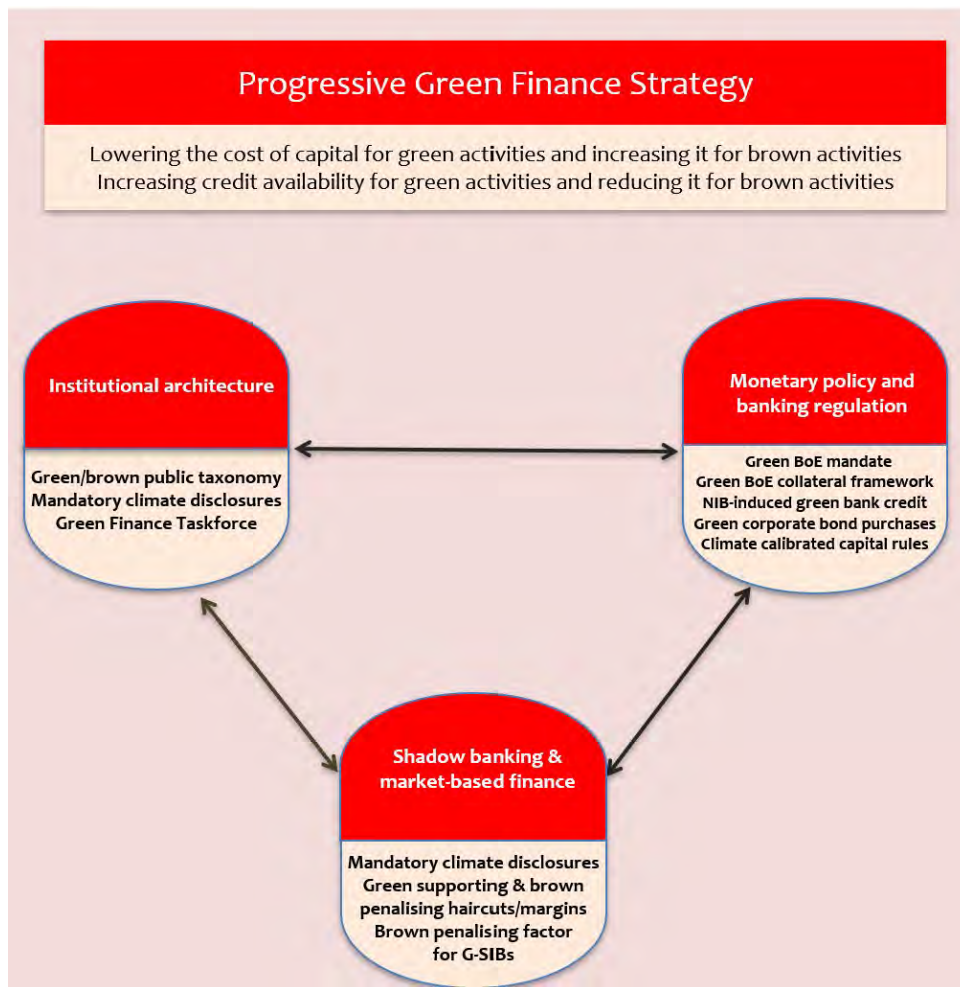 Progressive Green Finance Strategy
Lowering the cost of capital for green activities and increasing it for brown activities
Increasing credit availability for green activities and reducing it for brown activities
Institutional architecture
Green/brown public taxonomy
Mandatory climate disclosures
Green Finance Taskforce
Monetary policy and
banking regulation
Green BoE mandate
Green BoE collateral framework
NIB-induced green bank credit
Green corporate bond purchases
Climate calibrated capital rules
Shadow banking &
market-based finance
Mandatory climate disclosures
Green supporting & brown
penalising haircuts/margins
Brown penalising factor
for G-SIBs